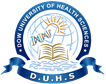 DOW UNIVERSITY OF HEALTH SCIENCES
D.U.H.S